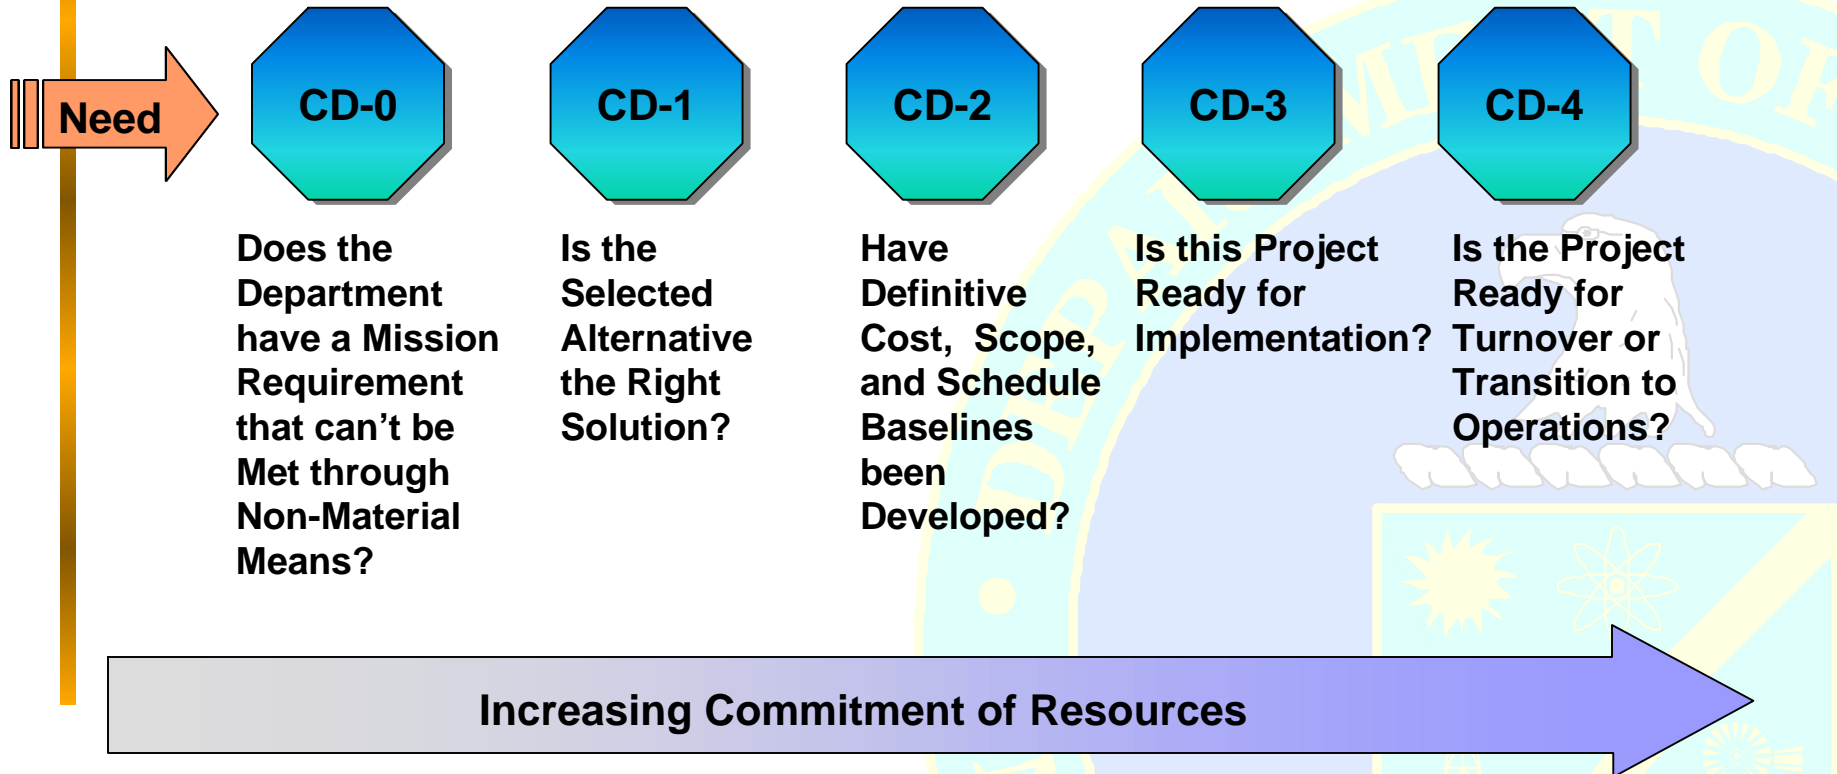 Need
CD-0
CD-1
CD-2
CD-3
CD-4
Does the
Department
have a Mission
Requirement
that can't be
Met through
Non-Material
Means?
Is the
Selected
Alternative
the Right
Solution?
Have
Definitive
Cost, Scope,
and Schedule
Baselines
been
Developed?
Is this Project
Ready for
Implementation?
Is the Project
Ready for
Turnover or
Transition to
Operations?
Increasing Commitment of Resources